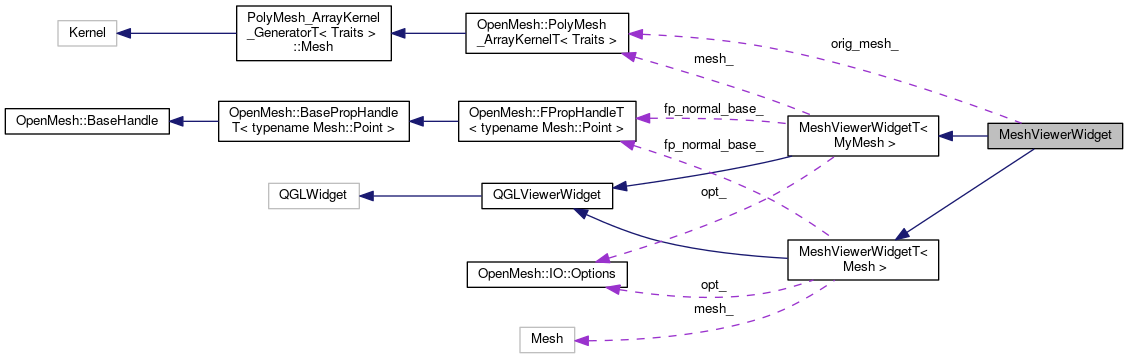 Kernel
PolyMesh_ArrayKernel
_GeneratorT< Traits >
::Mesh
OpenMesh::PolyMesh
_ArrayKernelT< Traits >
orig_mesh_
mesh_
OpenMesh::BaseHandle
OpenMesh::BasePropHandle
T< typename Mesh::Point >
OpenMesh::FPropHandleT
< typename Mesh::Point >
fp_normal_base_
fp_normal_base_
MeshViewerWidgetT<
MyMesh >
MeshViewerWidget
QGLWidget
QGLViewerWidget
opt_
MeshViewerWidgetT<
Mesh >
OpenMesh::IO::Options
opt_
mesh_
Mesh